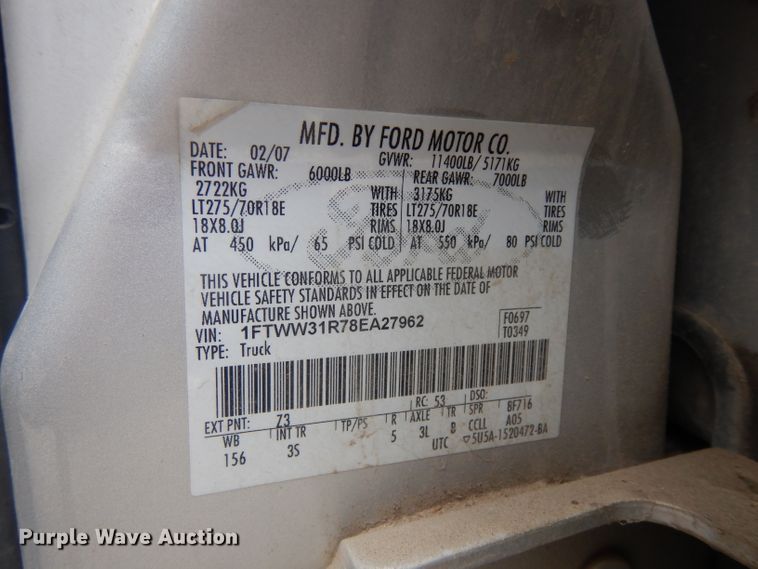 MFD. BY FORD MOTOR CO.
DATE: 02/07 GVWR: 11400LB/ 5171KG
FRONT GAWR: 6000LB REAR GAWR: 7000LB
2722KG WITH 3175KG WITH
LT275/70R18E TIRES LT275/70R18E TIRES
18X8.0J RIMS 18X8.0J RIMS
AT 450 kPa/ 65 PSI COLD AT 550 kPa/ 80 PSI COLD
Ford
THIS VEHICLE CONFORMS TO ALL APPLICABLE FEDERAL MOTOR
VEHICLE SAFETY STANDARDS IN EFFECT ON THE DATE OF
MANUFACTURE SHOWN ABOVE.
VIN: 1FTWW31R78EA27962 F0697
TYPE: Truck T0349
EXT PNT: Z3 RC: 53 DSO:
WB INT TR TP/PS R AXLE TR SPR BF716
156 3S 5 3L 8 CCLL A05
UTC ▽5U5A-1520472-BA
Purple Wave Auction